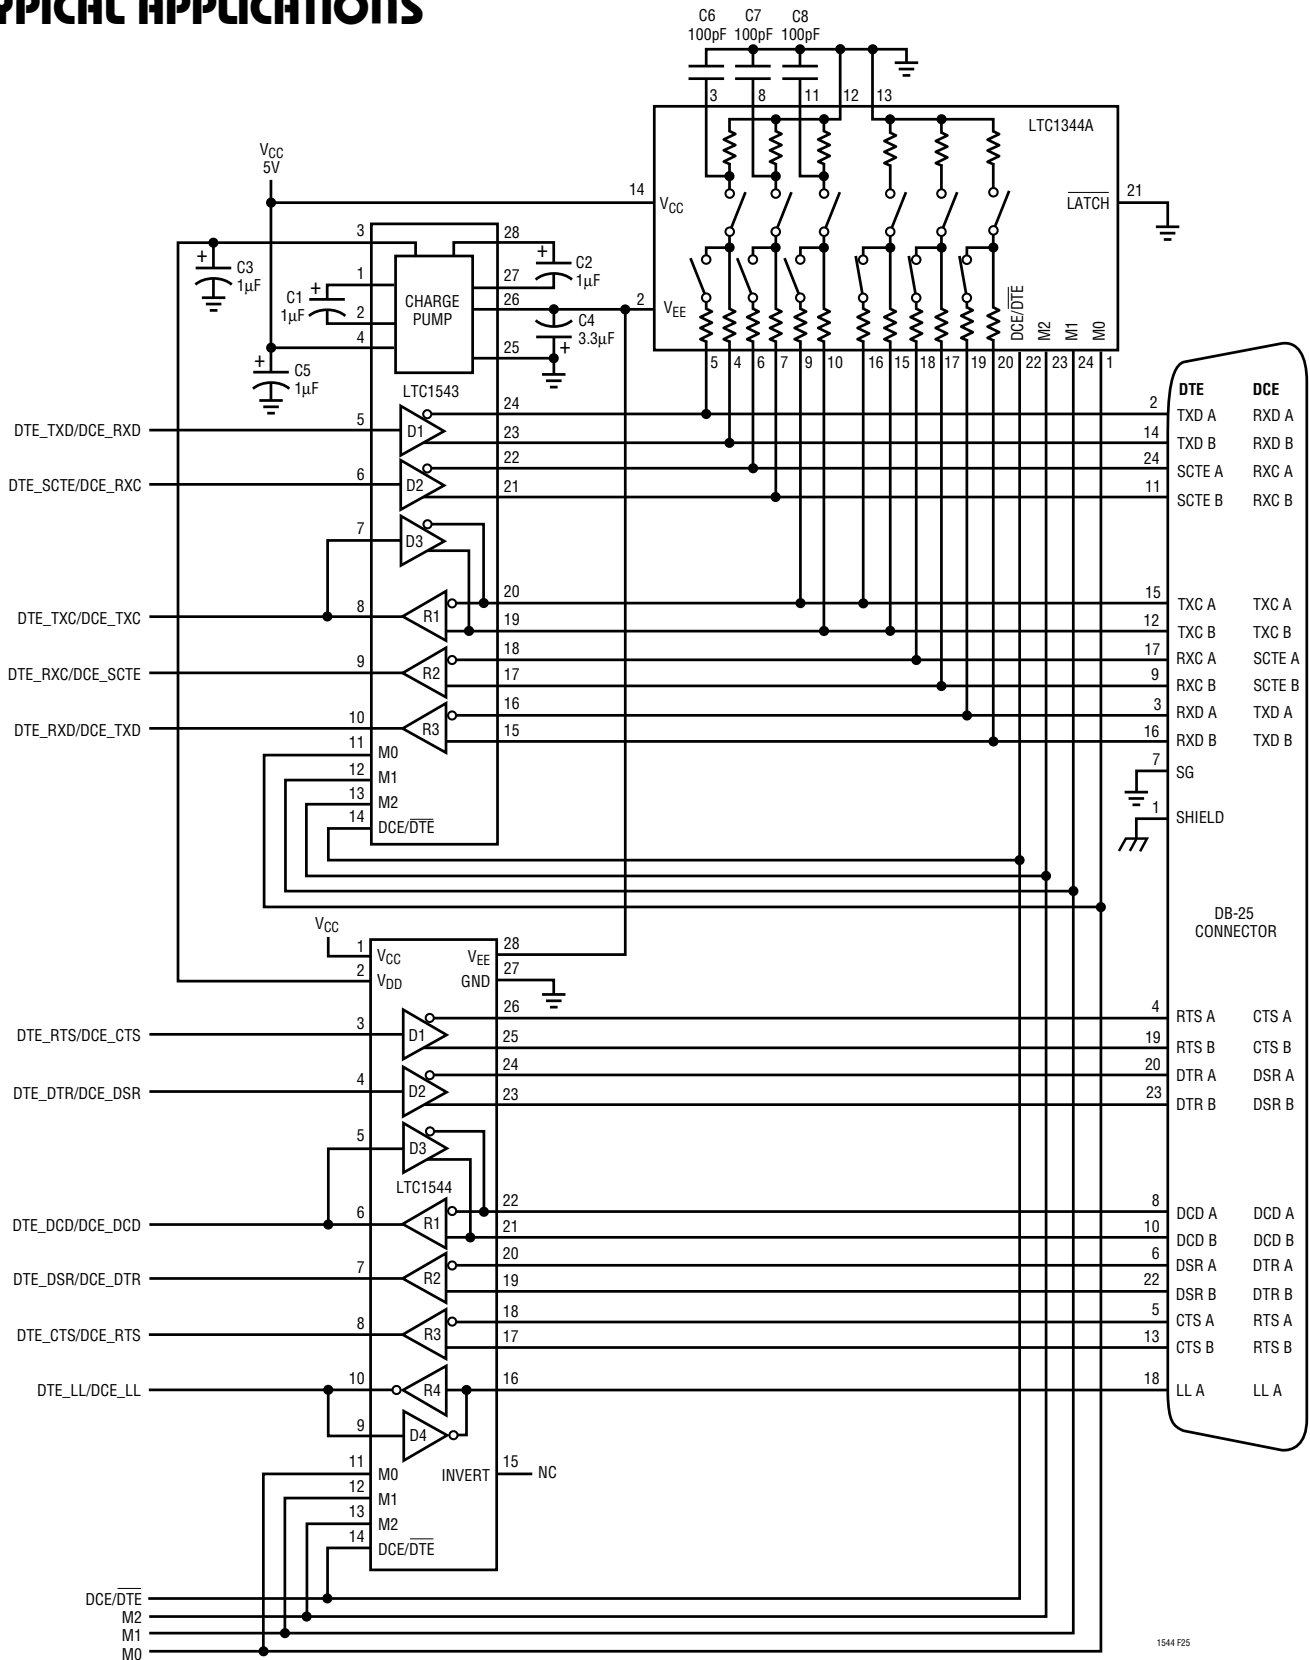 YPICAL APPLICATIONS
C6 C7 C8
100pF 100pF 100pF
3 8 11 12 13
LTC1344A
VCC
5V
14 VCC
LATCH 21
3 28
C3
1µF
+
C2
1µF
+
1 27
C1
1µF
+
CHARGE
PUMP
26
2 VEE
2
C4
3.3µF
+
4 25
DCE/DTE
M2
M1
M0
C5
1µF
+
5 4 6 7 9 10 16 15 18 17 19 20 22 23 24 1
LTC1543
DTE DCE
DTE_TXD/DCE_RXD 5 D1 24 2 TXD A RXD A
23 14 TXD B RXD B
DTE_SCTE/DCE_RXC 6 D2 22 24 SCTE A RXC A
21 11 SCTE B RXC B
7 D3
DTE_TXC/DCE_TXC 8 R1 20 15 TXC A TXC A
19 12 TXC B TXC B
DTE_RXC/DCE_SCTE 9 R2 18 17 RXC A SCTE A
17 9 RXC B SCTE B
DTE_RXD/DCE_TXD 10 R3 16 3 RXD A TXD A
15 16 RXD B TXD B
11 M0
7 SG
12 M1
13 M2
1 SHIELD
14 DCE/DTE
DB-25
CONNECTOR
VCC
1 VCC VEE 28
2 VDD GND 27
DTE_RTS/DCE_CTS 3 D1 26 4 RTS A CTS A
25 19 RTS B CTS B
DTE_DTR/DCE_DSR 4 D2 24 20 DTR A DSR A
23 23 DTR B DSR B
5 D3
LTC1544
DTE_DCD/DCE_DCD 6 R1 22 8 DCD A DCD A
21 10 DCD B DCD B
DTE_DSR/DCE_DTR 7 R2 20 6 DSR A DTR A
19 22 DSR B DTR B
DTE_CTS/DCE_RTS 8 R3 18 5 CTS A RTS A
17 13 CTS B RTS B
DTE_LL/DCE_LL 10 R4 16 18 LL A LL A
9 D4
11 M0 INVERT 15 NC
12 M1
13 M2
14 DCE/DTE
DCE/DTE
M2
M1
M0
1544 F25